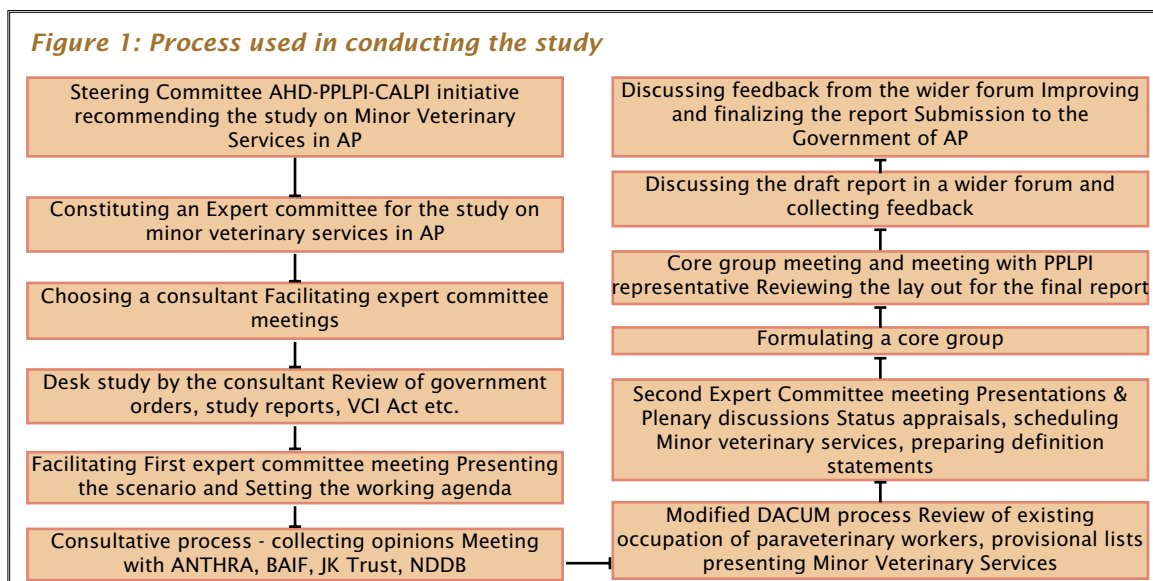 Figure 1: Process used in conducting the study
Steering Committee AHD-PPLPI-CALPI initiative
recommending the study on Minor Veterinary
Services in AP
Constituting an Expert committee for the study on
minor veterinary services in AP
Choosing a consultant Facilitating expert committee
meetings
Desk study by the consultant Review of government
orders, study reports, VCI Act etc.
Facilitating First expert committee meeting Presenting
the scenario and Setting the working agenda
Consultative process - collecting opinions Meeting
with ANTHRA, BAIF, JK Trust, NDDB
Modified DACUM process Review of existing
occupation of paraveterinary workers, provisional lists
presenting Minor Veterinary Services
Second Expert Committee meeting Presentations &
Plenary discussions Status appraisals, scheduling
Minor veterinary services, preparing definition
statements
Formulating a core group
Core group meeting and meeting with PPLPI
representative Reviewing the lay out for the final report
Discussing the draft report in a wider forum and
collecting feedback
Discussing feedback from the wider forum Improving
and finalizing the report Submission to the
Government of AP